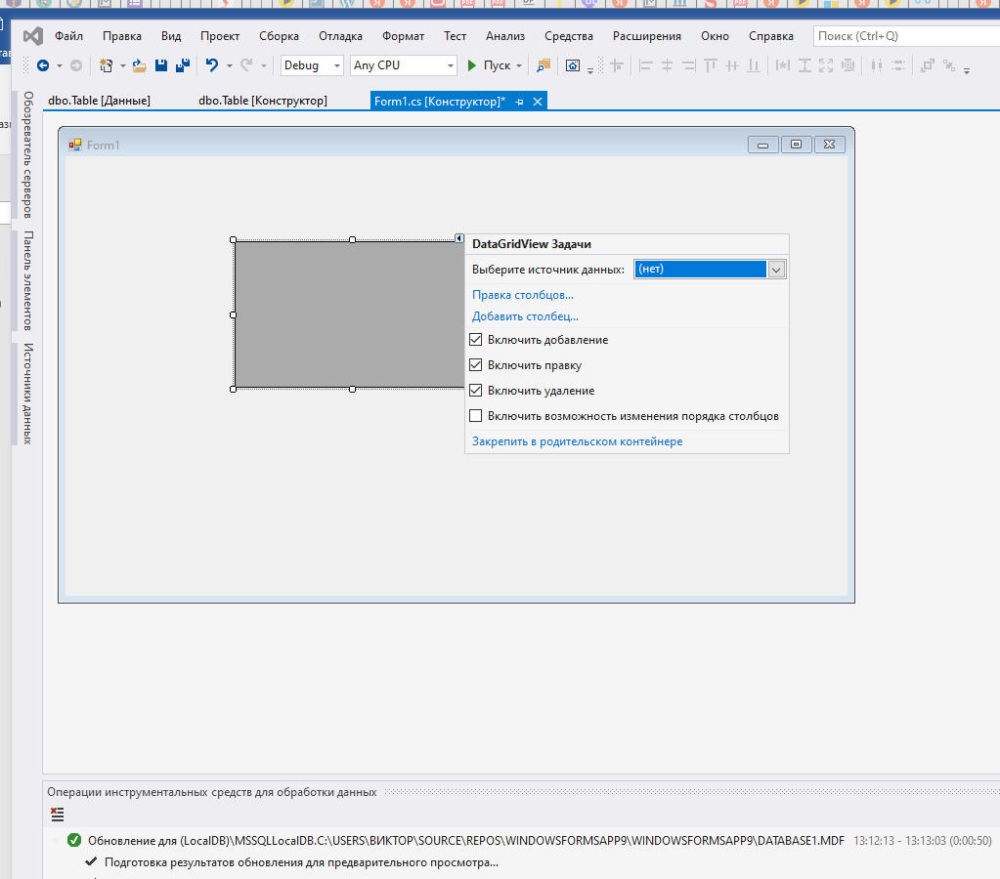 Файл Правка Вид Проект Сборка Отладка Формат Тест Анализ Средства Расширения Окно Справка Поиск (Ctrl+Q)
Debug Any CPU Пуск
dbo.Table [Данные] dbo.Table [Конструктор] Form1.cs [Конструктор]*
Обозреватель серверов
Панель элементов
Источники данных
Form1
DataGridView Задачи
Выберите источник данных: (нет)
Правка столбцов...
Добавить столбец...
Включить добавление
Включить правку
Включить удаление
Включить возможность изменения порядка столбцов
Закрепить в родительском контейнере
Операции инструментальных средств для обработки данных
Обновление для (LocalDB)\MSSQLLocalDB.C:\USERS\ВИКТОР\SOURCE\REPOS\WINDOWSFORMSAPP9\WINDOWSFORMSAPP9\DATABASE1.MDF 13:12:13 - 13:13:03 (0:00:50)
Подготовка результатов обновления для предварительного просмотра...